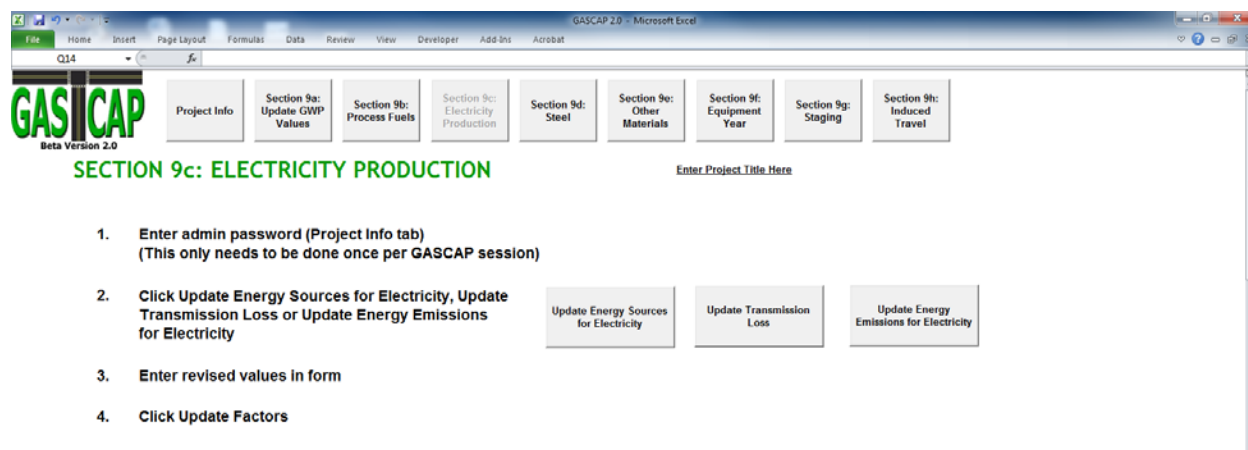 GASCAP 2.0 - Microsoft Excel
File Home Insert Page Layout Formulas Data Review View Developer Add-Ins Acrobat
Q14 fx
GASCAP
Beta Version 2.0
Project Info
Section 9a:
Update GWP
Values
Section 9b:
Process Fuels
Section 9c:
Electricity
Production
Section 9d:
Steel
Section 9e:
Other
Materials
Section 9f:
Equipment
Year
Section 9g:
Staging
Section 9h:
Induced
Travel
SECTION 9c: ELECTRICITY PRODUCTION
Enter Project Title Here
1. Enter admin password (Project Info tab)
(This only needs to be done once per GASCAP session)
2. Click Update Energy Sources for Electricity, Update
Transmission Loss or Update Energy Emissions
for Electricity
Update Energy Sources
for Electricity
Update Transmission
Loss
Update Energy
Emissions for Electricity
3. Enter revised values in form
4. Click Update Factors